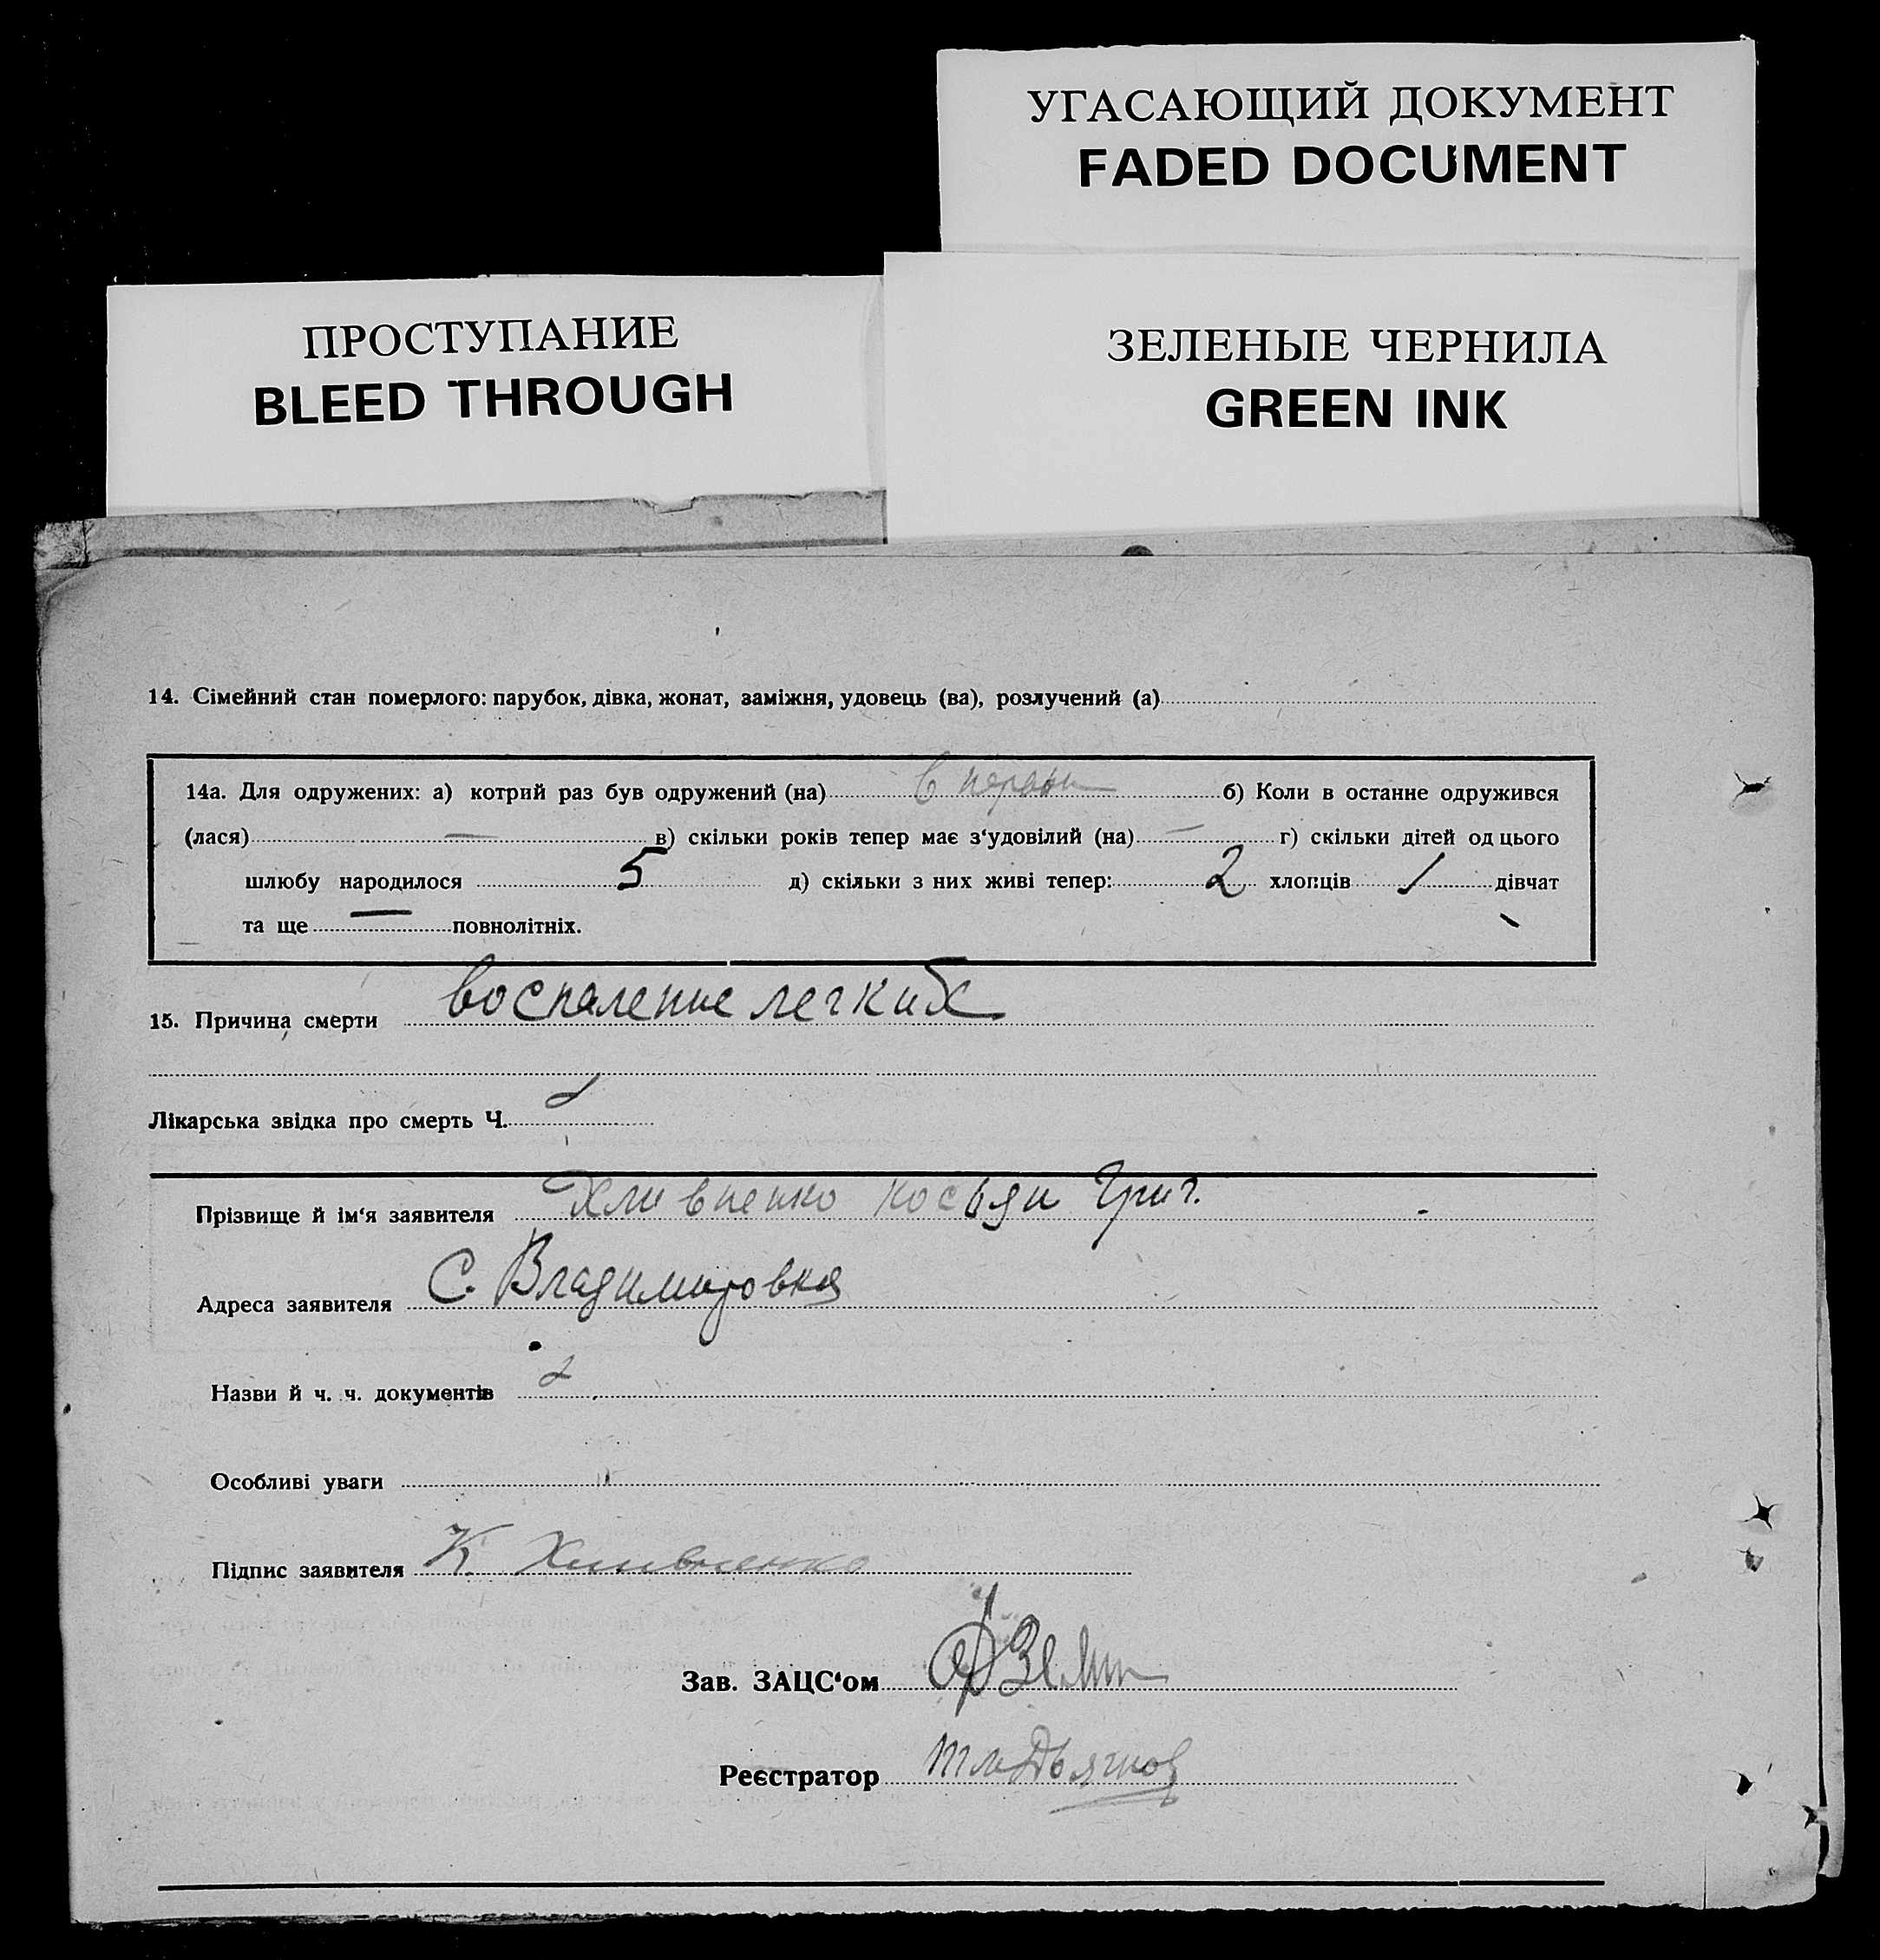 УГАСАЮЩИЙ ДОКУМЕНТ
FADED DOCUMENT
ПРОСТУПАНИЕ
BLEED THROUGH
ЗЕЛЕНЫЕ ЧЕРНИЛА
GREEN INK
14. Сімейний стан померлого: парубок, дівка, жонат, заміжня, удовець (ва), розлучений (а)
14а. Для одружених: а) котрий раз був одружений (на) в б) Коли в останне одружився
(лася) — в) скільки років тепер має з‘удовілий (на) — г) скільки дітей од цього
шлюбу народилося 5 д) скільки з них живі тепер: 2 хлопців 1 дівчат
та ще — повнолітніх.
15. Причина смерти воспаление легких
Лікарська звідка про смерть Ч.
Прізвище й ім‘я заявителя Хливненко Косьян Григ.
Адреса заявителя С. Владимировка
Назви й ч. ч. документів
Особливі уваги
Підпис заявителя К. Хливненко
Зав. ЗАЦС‘ом
Реєстратор